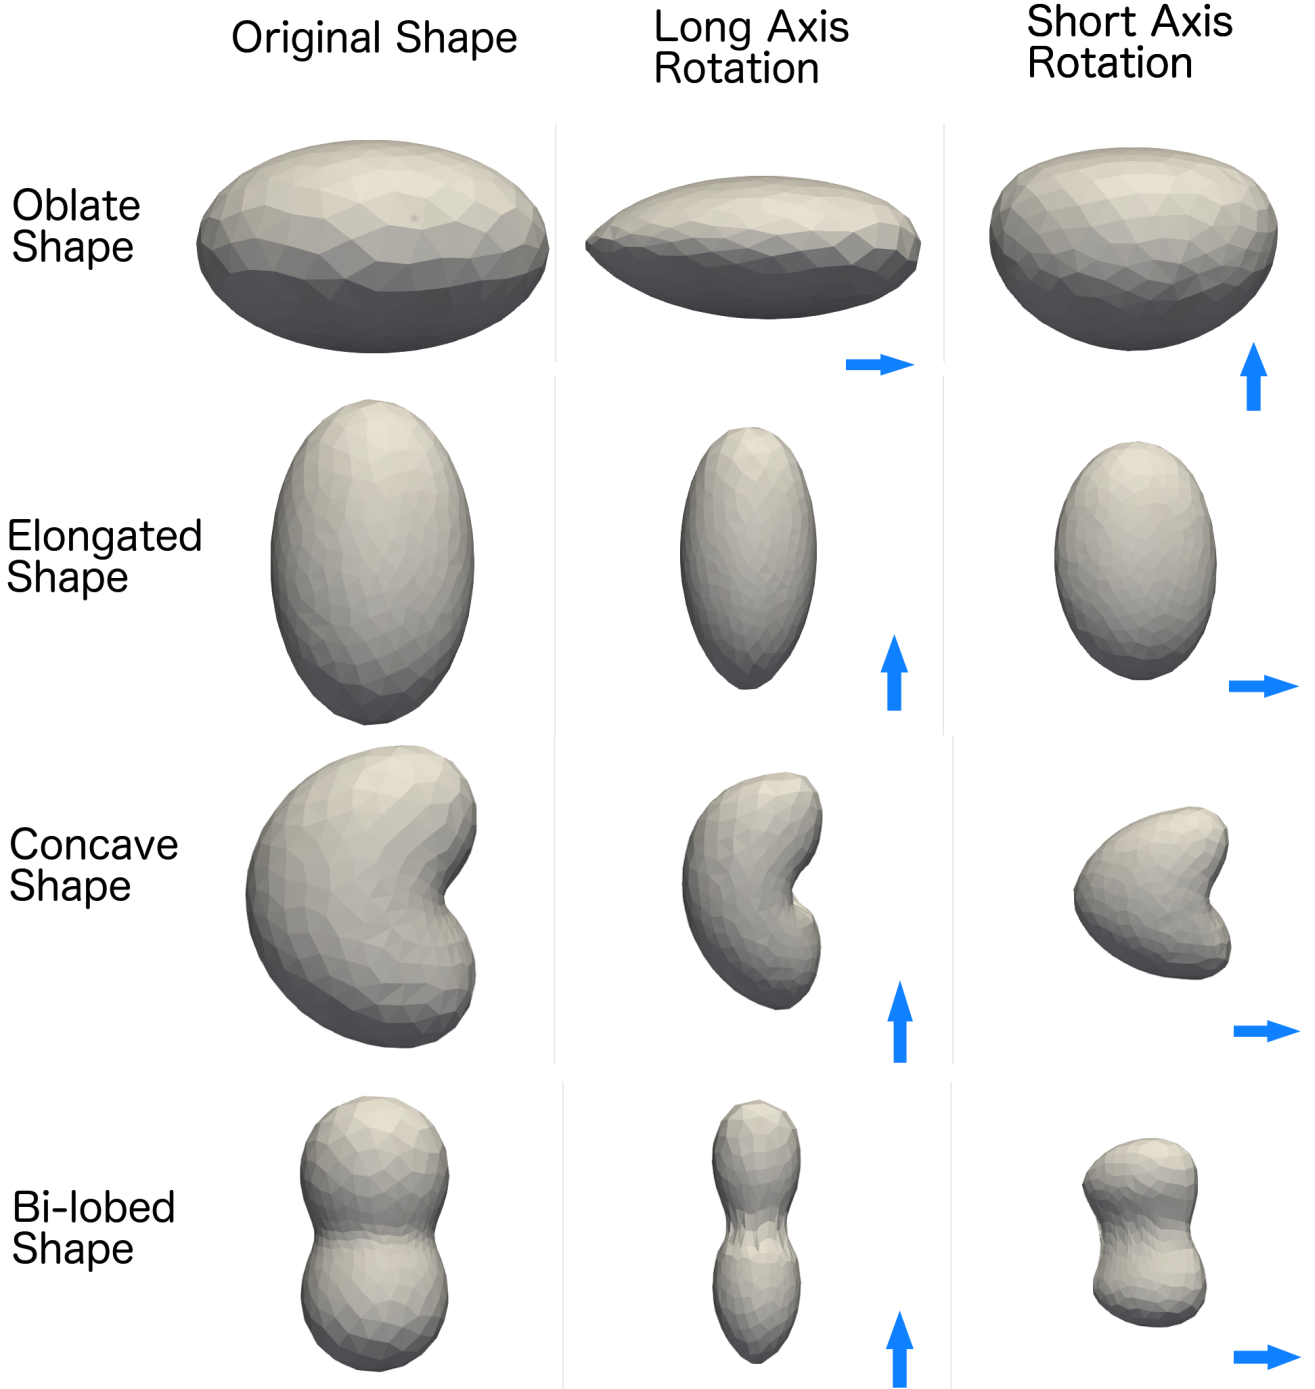 Original Shape
Long Axis
Rotation
Short Axis
Rotation
Oblate
Shape
Elongated
Shape
Concave
Shape
Bi-lobed
Shape